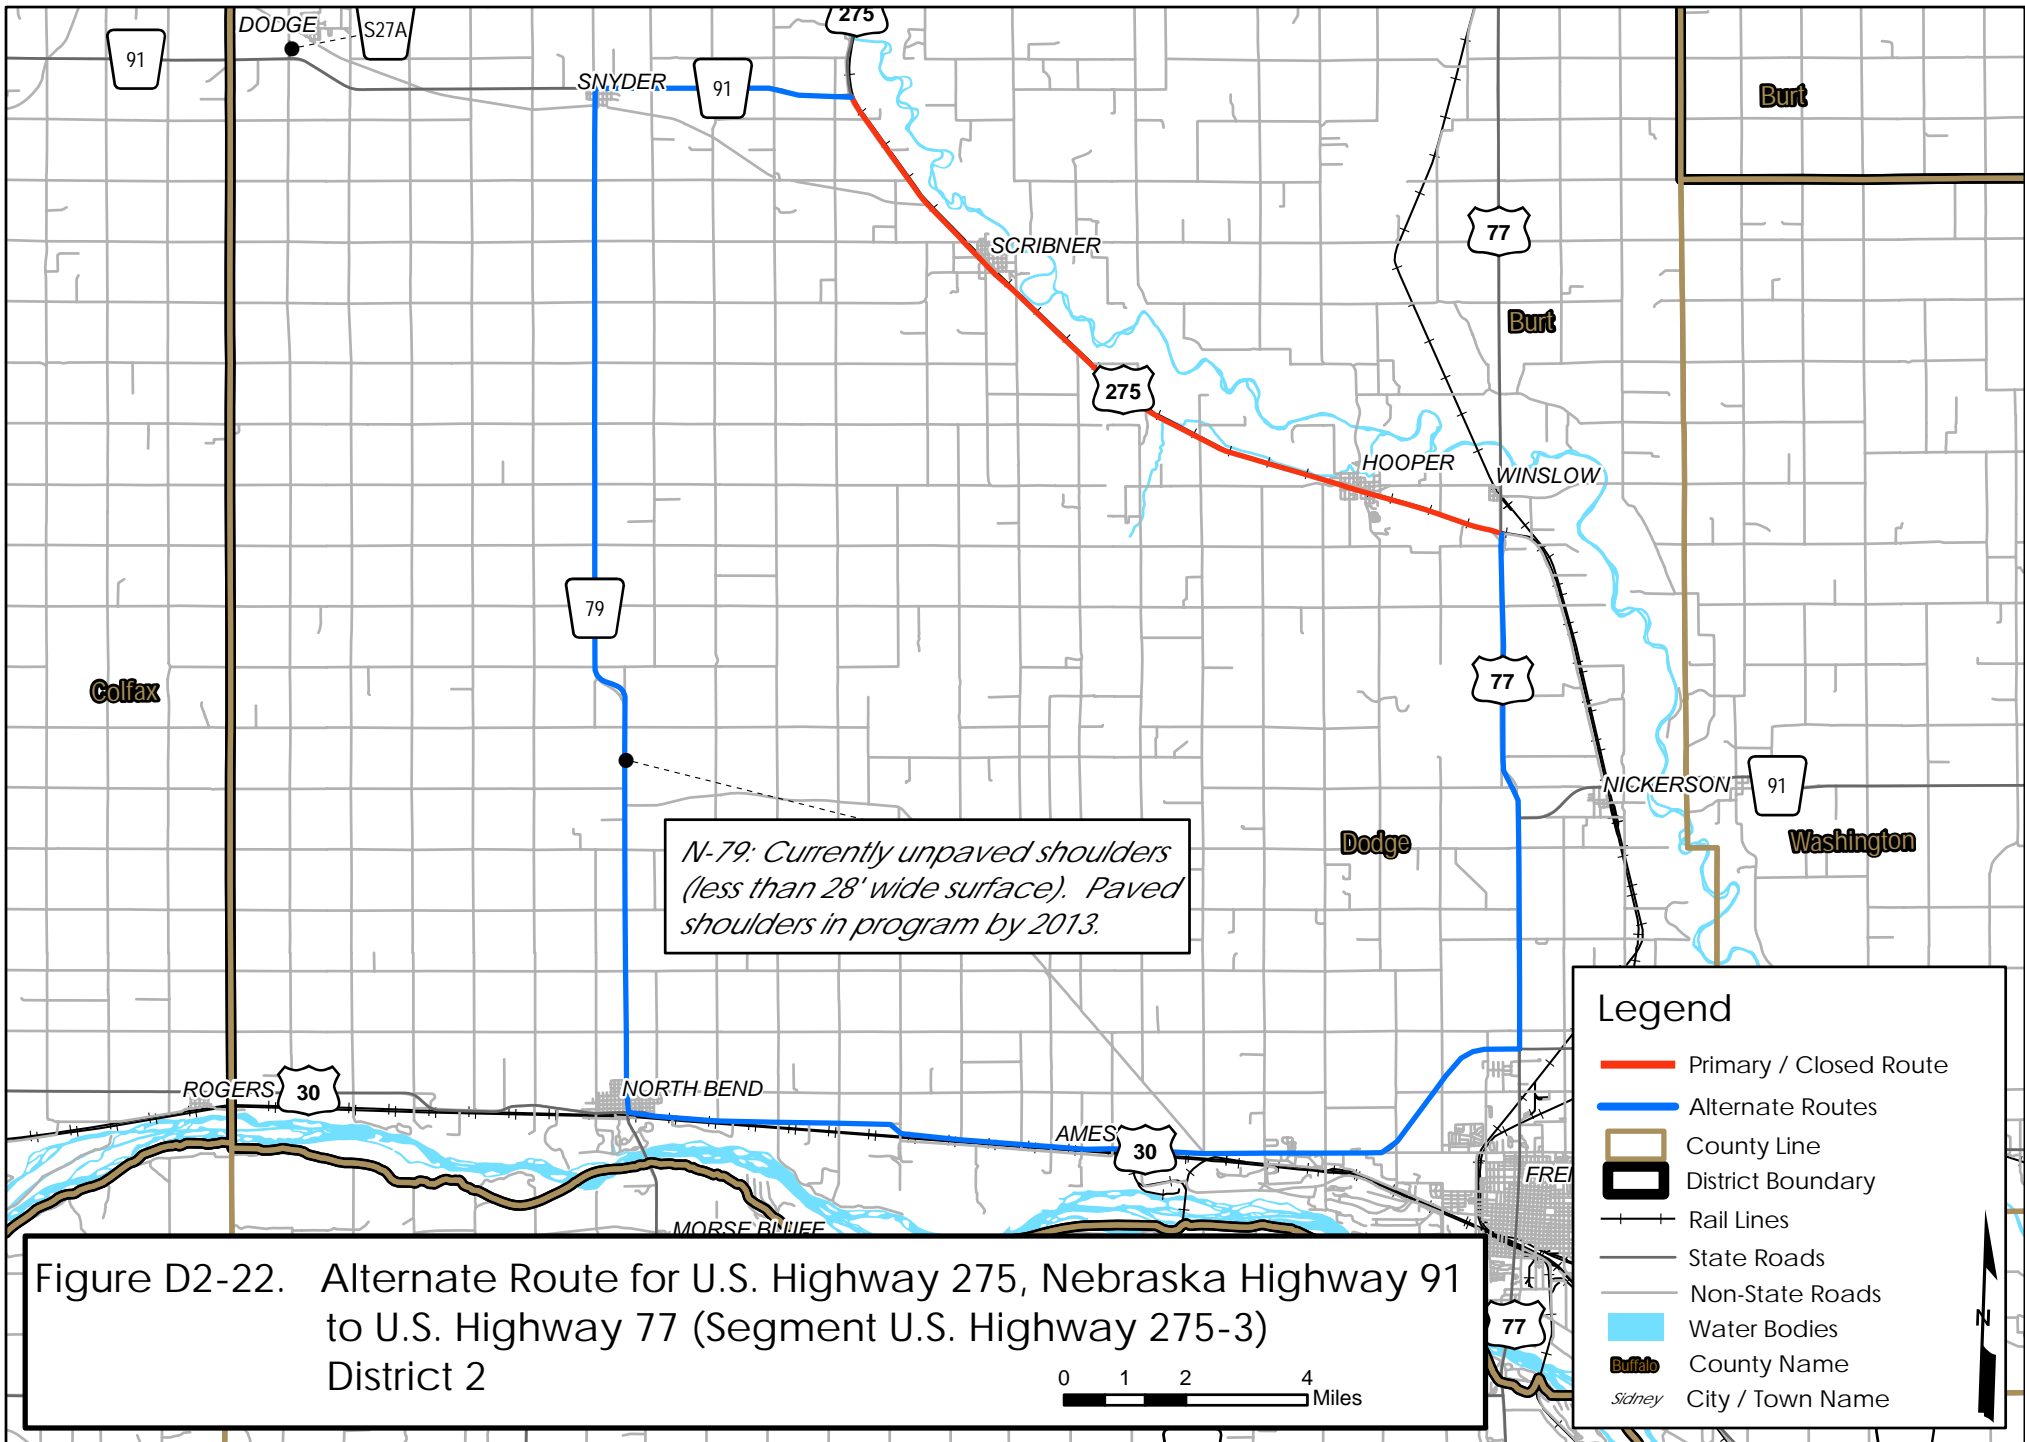 DODGE
S27A
275
91
SNYDER
91
Burt
SCRIBNER
77
Burt
275
HOOPER
WINSLOW
79
77
Colfax
NICKERSON
91
Dodge
Washington
N-79: Currently unpaved shoulders
(less than 28' wide surface).  Paved
shoulders in program by 2013.
ROGERS
30
NORTH BEND
AMES
30
MORSE BLUFF
77
Legend
Primary / Closed Route
Alternate Routes
County Line
District Boundary
Rail Lines
State Roads
Non-State Roads
Water Bodies
Buffalo County Name
Sidney City / Town Name
N
Figure D2-22. Alternate Route for U.S. Highway 275, Nebraska Highway 91
to U.S. Highway 77 (Segment U.S. Highway 275-3)
District 2
0 1 2 4
Miles